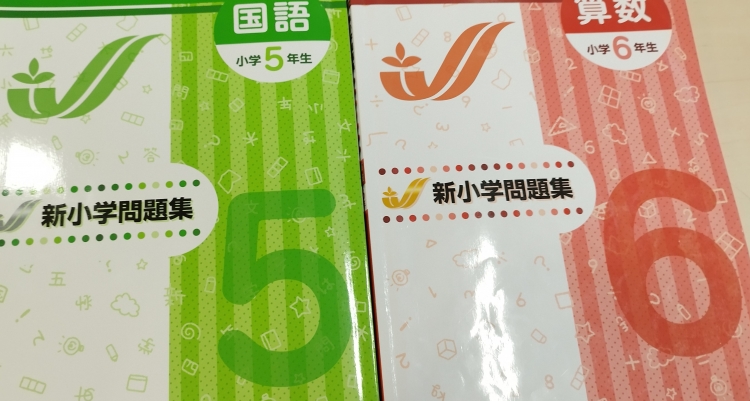 国語
小学5年生
新小学問題集
5
算数
小学6年生
新小学問題集
6